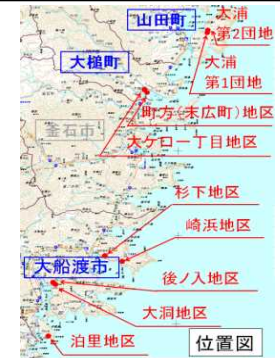 山田町
大浦
第2団地
大槌町
大浦
第1団地
町方(末広町)地区
釜石市
大ケロ一丁目地区
杉下地区
崎浜地区
大船渡市
後ノ入地区
大洞地区
泊里地区
位置図